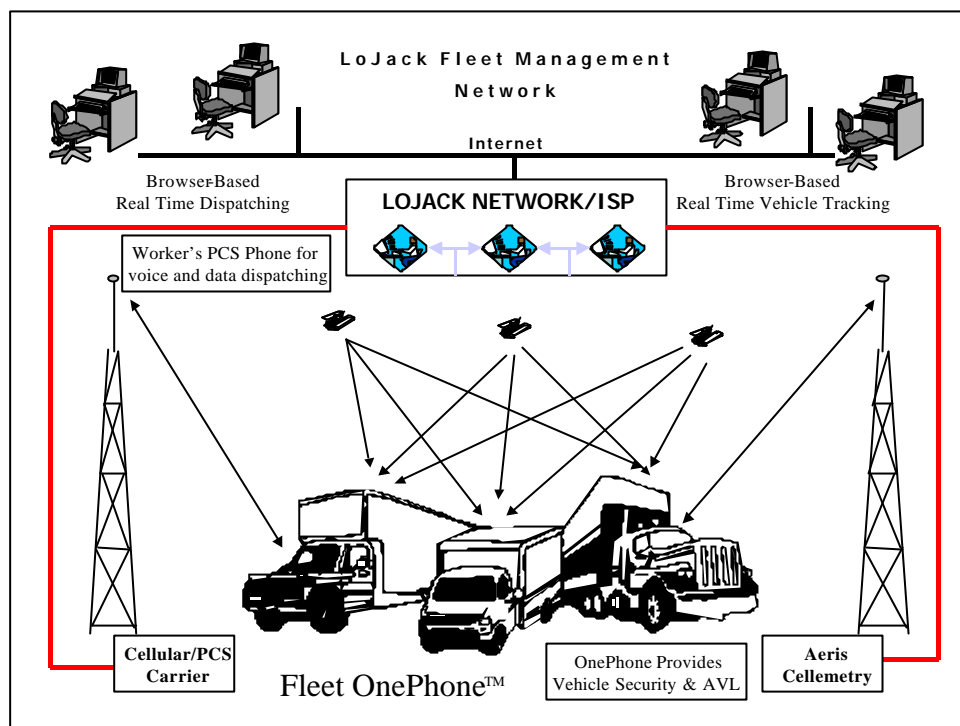 LoJack Fleet Management
Network
Internet
Browser-Based
Real Time Dispatching
LOJACK NETWORK/ISP
Browser-Based
Real Time Vehicle Tracking
Worker's PCS Phone for
voice and data dispatching
Cellular/PCS
Carrier
Fleet OnePhone™
OnePhone Provides
Vehicle Security & AVL
Aeris
Cellemetry